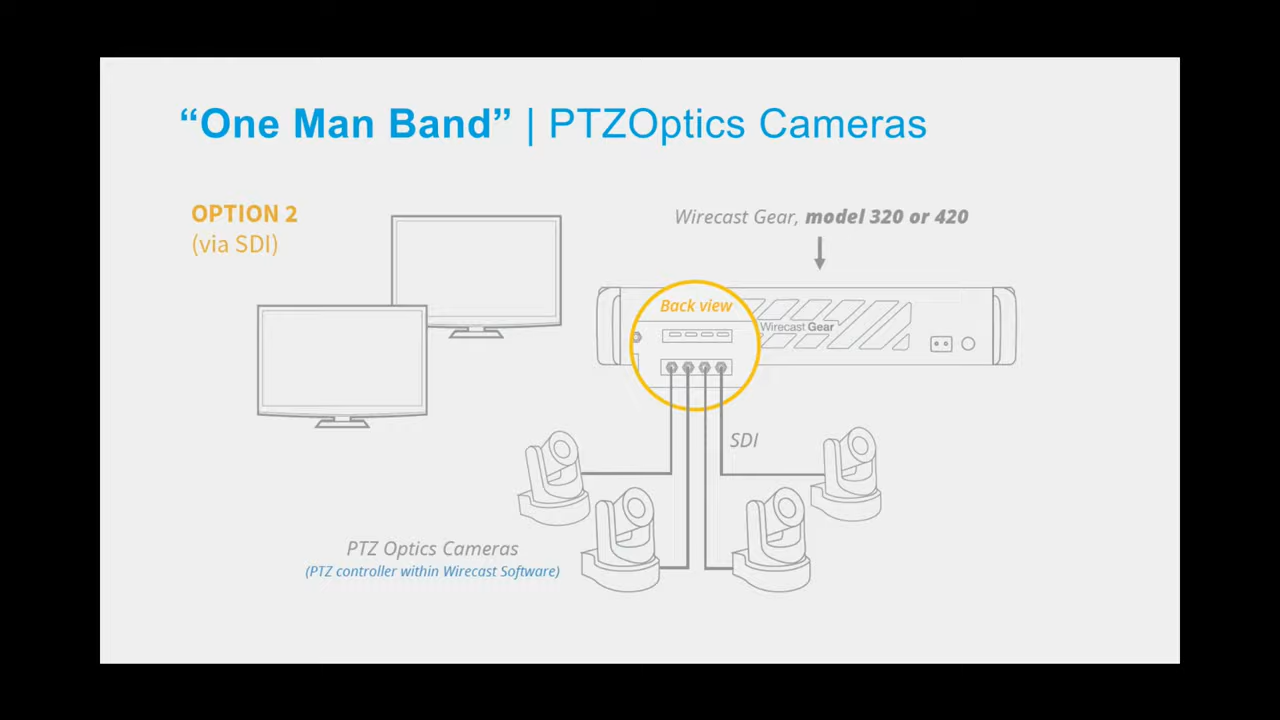 “One Man Band” | PTZOptics Cameras
OPTION 2
(via SDI)
Wirecast Gear, model 320 or 420
Back view
Wirecast Gear
SDI
PTZ Optics Cameras
(PTZ controller within Wirecast Software)